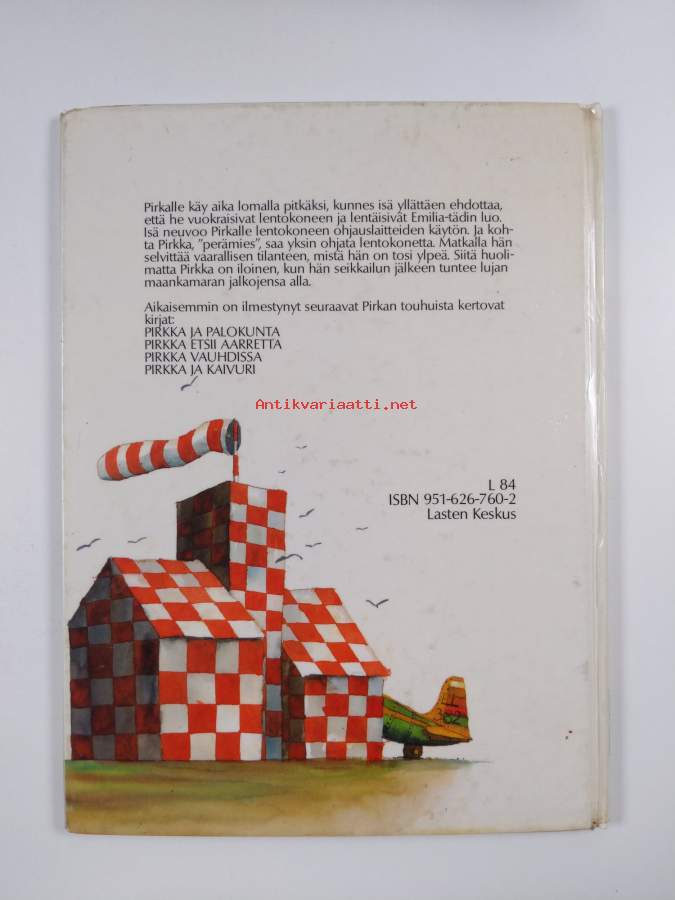 Pirkalle käy aika lomalla pitkäksi, kunnes isä yllättäen ehdottaa,
että he vuokraisivat lentokoneen ja lentäisivät Emilia-tädin luo.
Isä neuvoo Pirkalle lentokoneen ohjauslaitteiden käytön. Ja koh-
ta Pirkka, ”perämies”, saa yksin ohjata lentokonetta. Matkalla hän
selvittää vaarallisen tilanteen, mistä hän on tosi ylpeä. Siitä huoli-
matta Pirkka on iloinen, kun hän seikkailun jälkeen tuntee lujan
maankamaran jalkojensa alla.
Aikaisemmin on ilmestynyt seuraavat Pirkan touhuista kertovat
kirjat:
PIRKKA JA PALOKUNTA
PIRKKA ETSII AARRETTA
PIRKKA VAUHDISSA
PIRKKA JA KAIVURI
Antikvariaatti.net
L 84
ISBN 951-626-760-2
Lasten Keskus